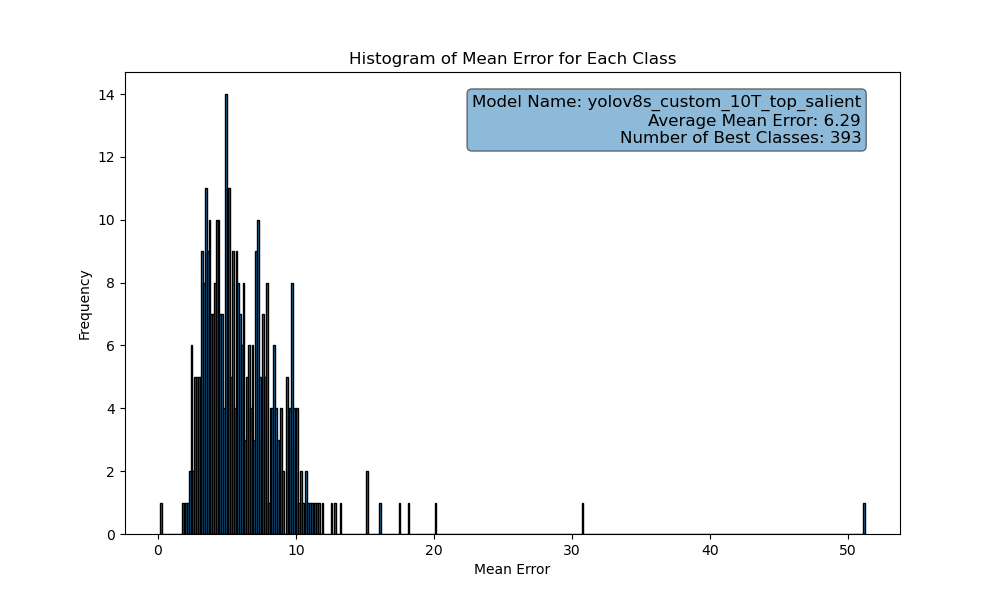 Histogram of Mean Error for Each Class
Model Name: yolov8s_custom_10T_top_salient
Average Mean Error: 6.29
Number of Best Classes: 393
14
12
10
8
6
4
2
0
Frequency
0 10 20 30 40 50
Mean Error